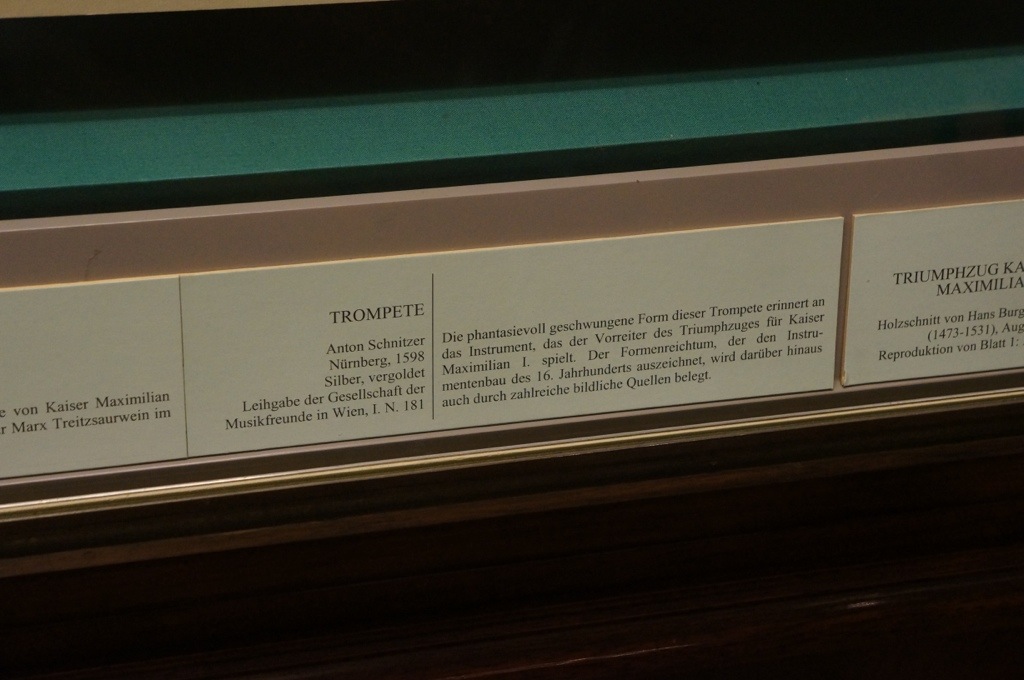 e von Kaiser Maximilian
r Marx Treitzsaurwein im
TROMPETE
Anton Schnitzer
Nürnberg, 1598
Silber, vergoldet
Leihgabe der Gesellschaft der
Musikfreunde in Wien, I. N. 181
Die phantasievoll geschwungene Form dieser Trompete erinnert an
das Instrument, das der Vorreiter des Triumphzuges für Kaiser
Maximilian I. spielt. Der Formenreichtum, der den Instru-
mentenbau des 16. Jahrhunderts auszeichnet, wird darüber hinaus
auch durch zahlreiche bildliche Quellen belegt.
TRIUMPHZUG KA
MAXIMILIA
Holzschnitt von Hans Burg
(1473-1531), Aug
Reproduktion von Blatt 1: